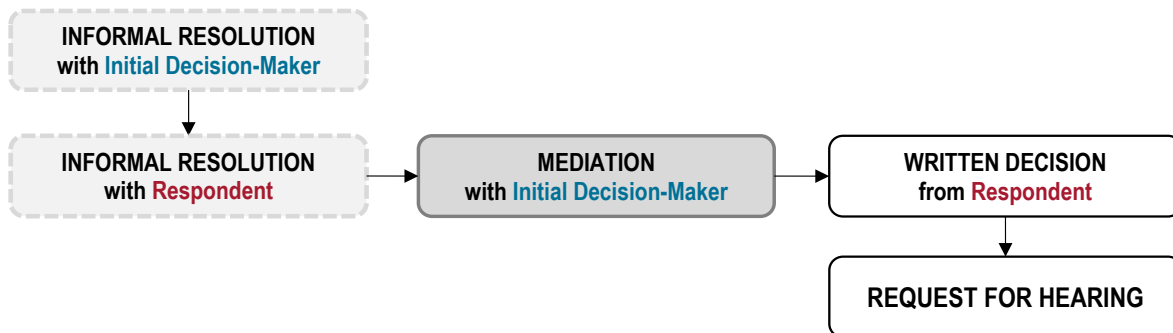 INFORMAL RESOLUTION
with Initial Decision-Maker
INFORMAL RESOLUTION
with Respondent
MEDIATION
with Initial Decision-Maker
WRITTEN DECISION
from Respondent
REQUEST FOR HEARING